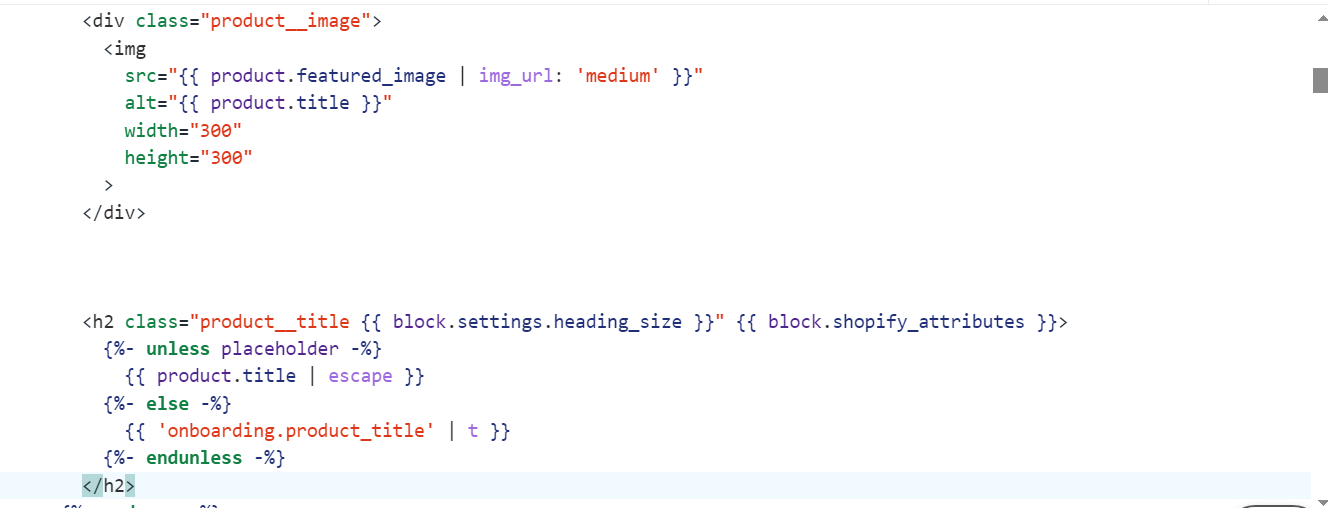 <div class="product__image">
<img
src="{{ product.featured_image | img_url: 'medium' }}"
alt="{{ product.title }}"
width="300"
height="300"
>
</div>
<h2 class="product__title {{ block.settings.heading_size }}" {{ block.shopify_attributes }}>
{%- unless placeholder -%}
{{ product.title | escape }}
{%- else -%}
{{ 'onboarding.product_title' | t }}
{%- endunless -%}
</h2>